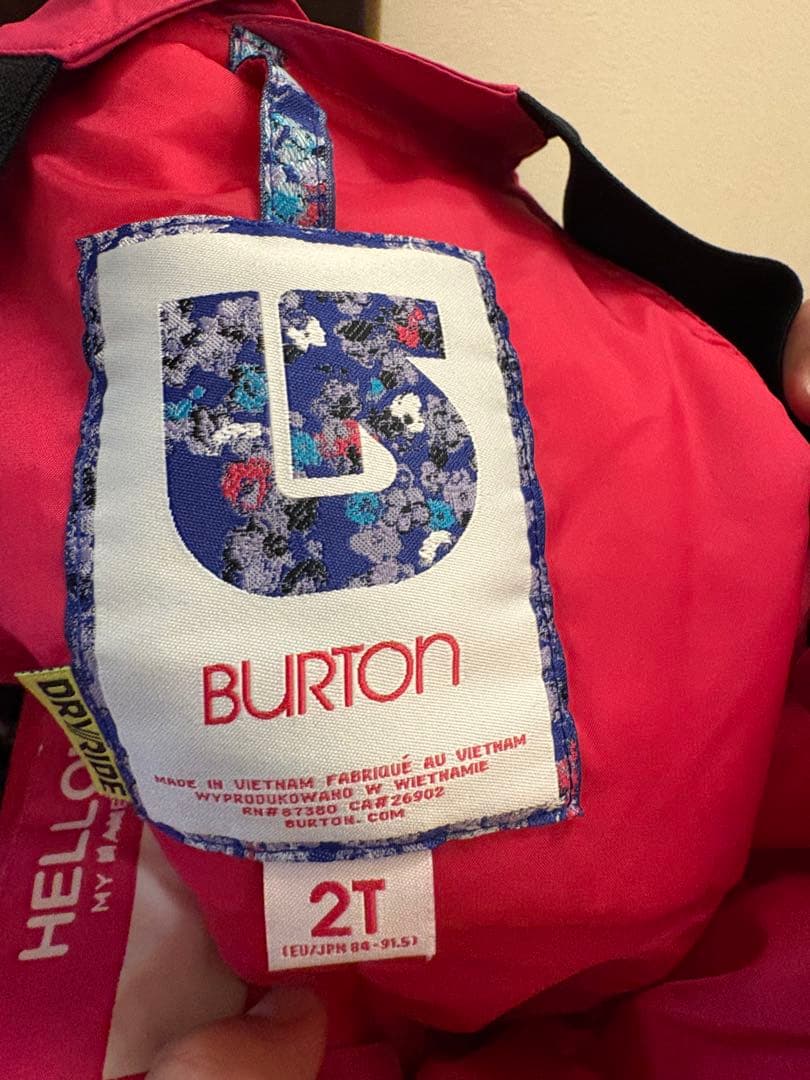 BURTON
MADE IN VIETNAM FABRIQUÉ AU VIETNAM
WYPRODUKOWANO W WIETNAMIE
RN# 87380 CA#26902
BURTON.COM
2T
(EU/JPN 84-91.5)
DRYRIDE
HELLO
MY NAME